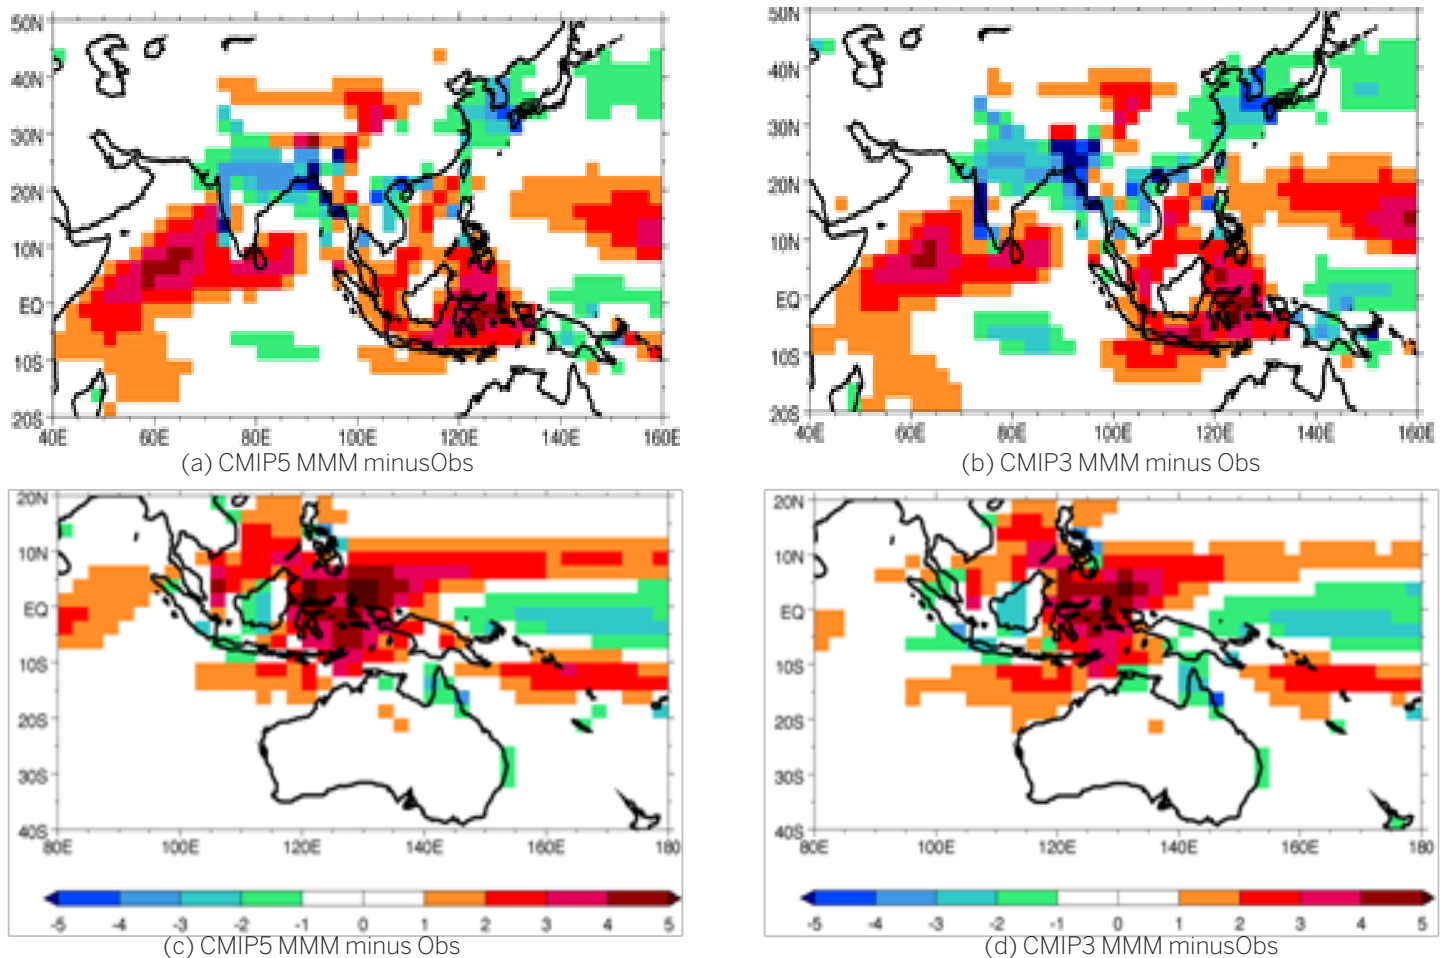 50N
40N
30N
20N
10N
EQ
10S
20S
40E 60E 80E 100E 120E 140E 160E
(a) CMIP5 MMM minusObs
50N
40N
30N
20N
10N
EQ
10S
20S
40E 60E 80E 100E 120E 140E 160E
(b) CMIP3 MMM minus Obs
20N
10N
EQ
10S
20S
30S
40S
80E 100E 120E 140E 160E 180
-5 -4 -3 -2 -1 0 1 2 3 4 5
(c) CMIP5 MMM minus Obs
20N
10N
EQ
10S
20S
30S
40S
80E 100E 120E 140E 160E 180
-5 -4 -3 -2 -1 0 1 2 3 4 5
(d) CMIP3 MMM minusObs